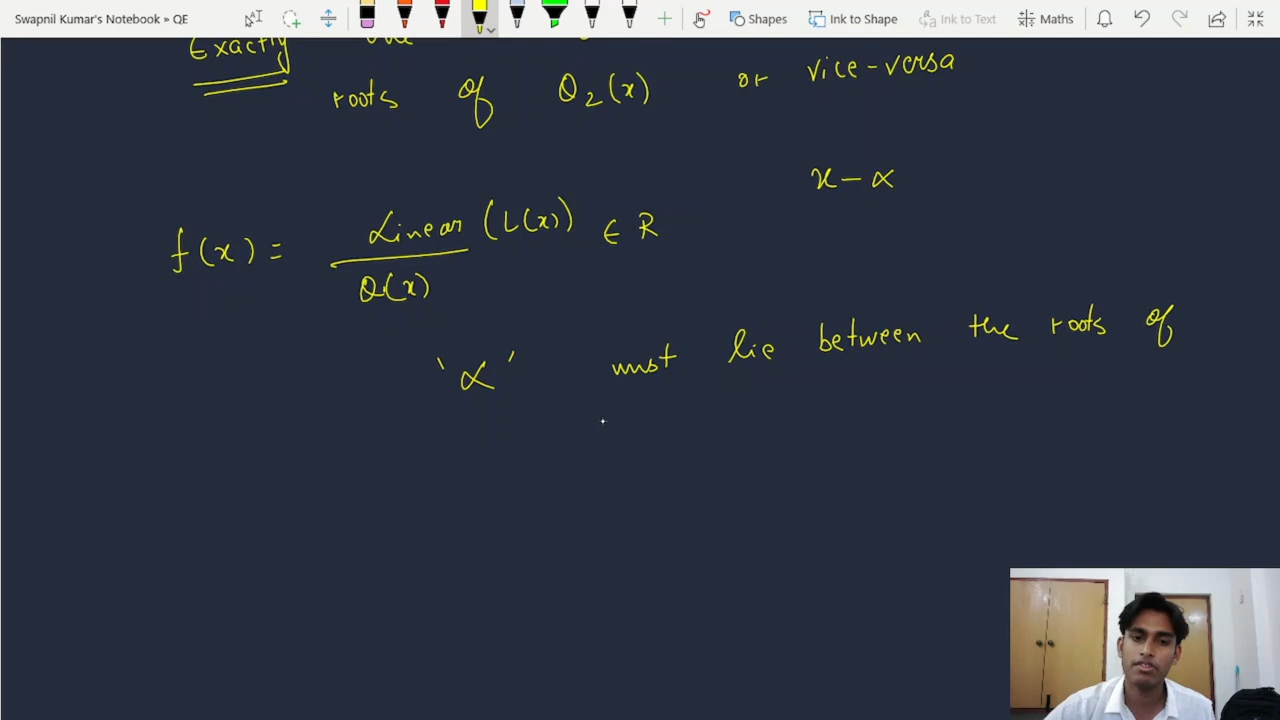 Swapnil Kumar's Notebook » QE
Shapes
Ink to Shape
Ink to Text
Maths
Exactly one
roots of Q₂(x) or vice-versa
x - α
f(x) = Linear (L(x)) ∈ R
Q(x)
'α' must lie between the roots of